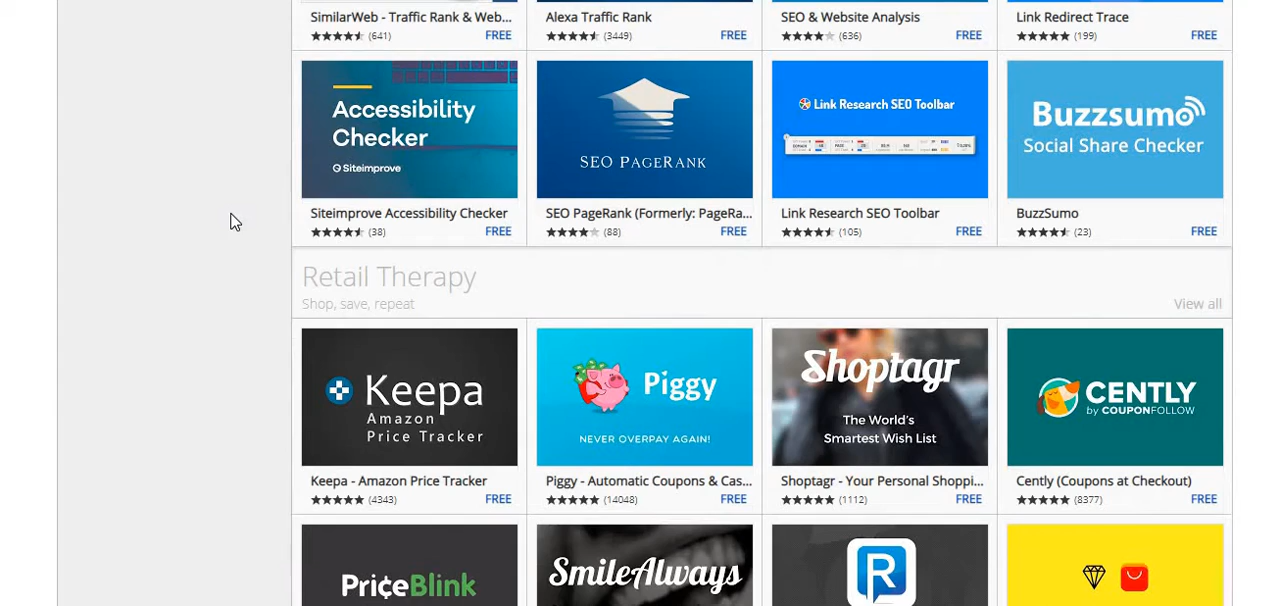 SimilarWeb - Traffic Rank & Web...
(641) FREE
Alexa Traffic Rank
(3449) FREE
SEO & Website Analysis
(636) FREE
Link Redirect Trace
(199) FREE
Accessibility
Checker
Siteimprove
Siteimprove Accessibility Checker
(38) FREE
SEO PAGERANK
SEO PageRank (Formerly: PageRa...
(88) FREE
Link Research SEO Toolbar
Link Research SEO Toolbar
(105) FREE
Buzzsumo
Social Share Checker
BuzzSumo
(23) FREE
Retail Therapy
Shop, save, repeat
View all
Keepa
Amazon
Price Tracker
Keepa - Amazon Price Tracker
(4343) FREE
Piggy
NEVER OVERPAY AGAIN!
Piggy - Automatic Coupons & Cas...
(14048) FREE
Shoptagr
The World's
Smartest Wish List
Shoptagr - Your Personal Shoppi...
(1112) FREE
CENTLY
by COUPONFOLLOW
Cently (Coupons at Checkout)
(8377) FREE
PriceBlink
SmileAlways
R